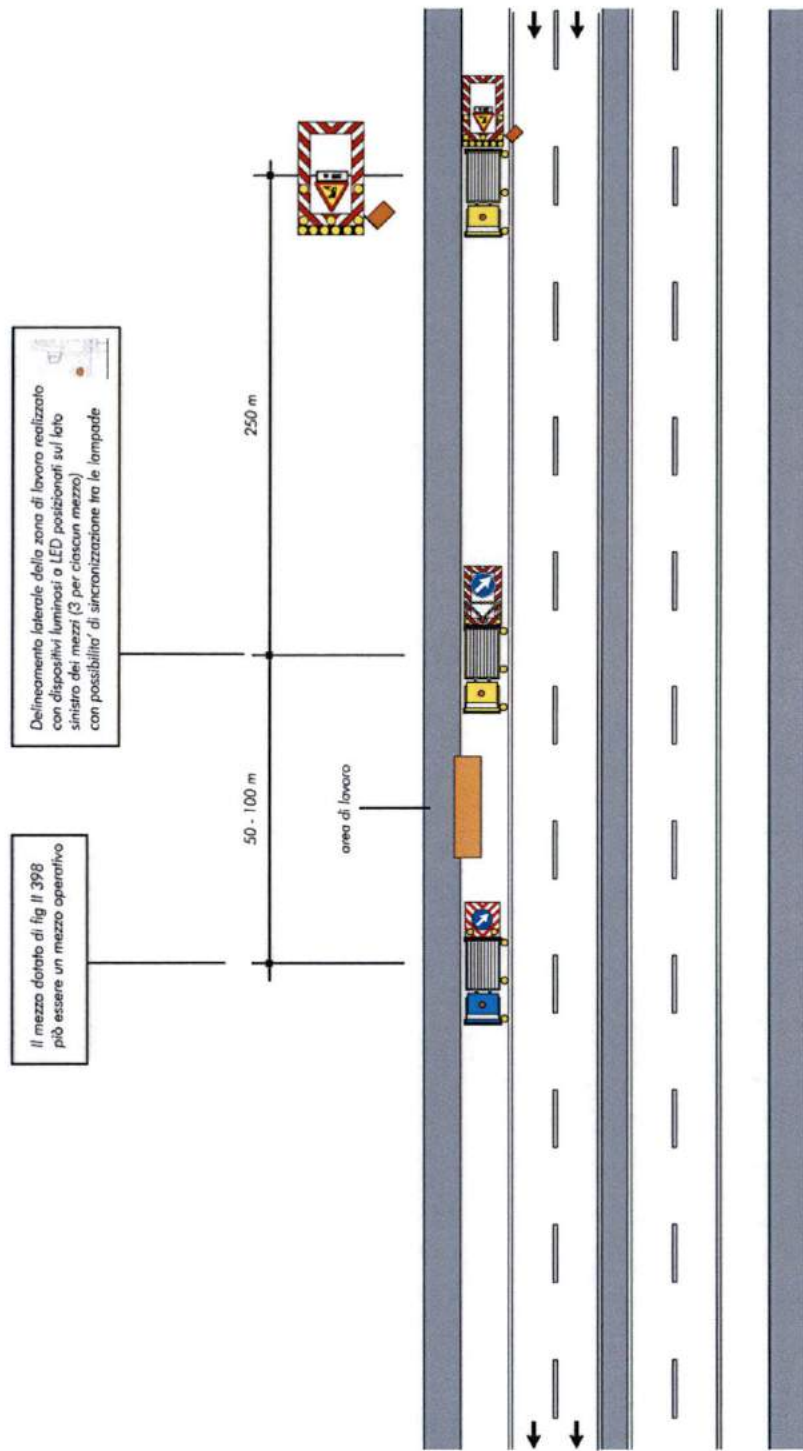 Il mezzo dotato di fig II 398
piò essere un mezzo operativo
Delineamento laterale della zona di lavoro realizzato
con dispositivi luminosi a LED posizionati sul lato
sinistro dei mezzi (3 per ciascun mezzo)
con possibilita' di sincronizzazione tra le lampade
50 - 100 m
250 m
area di lavoro